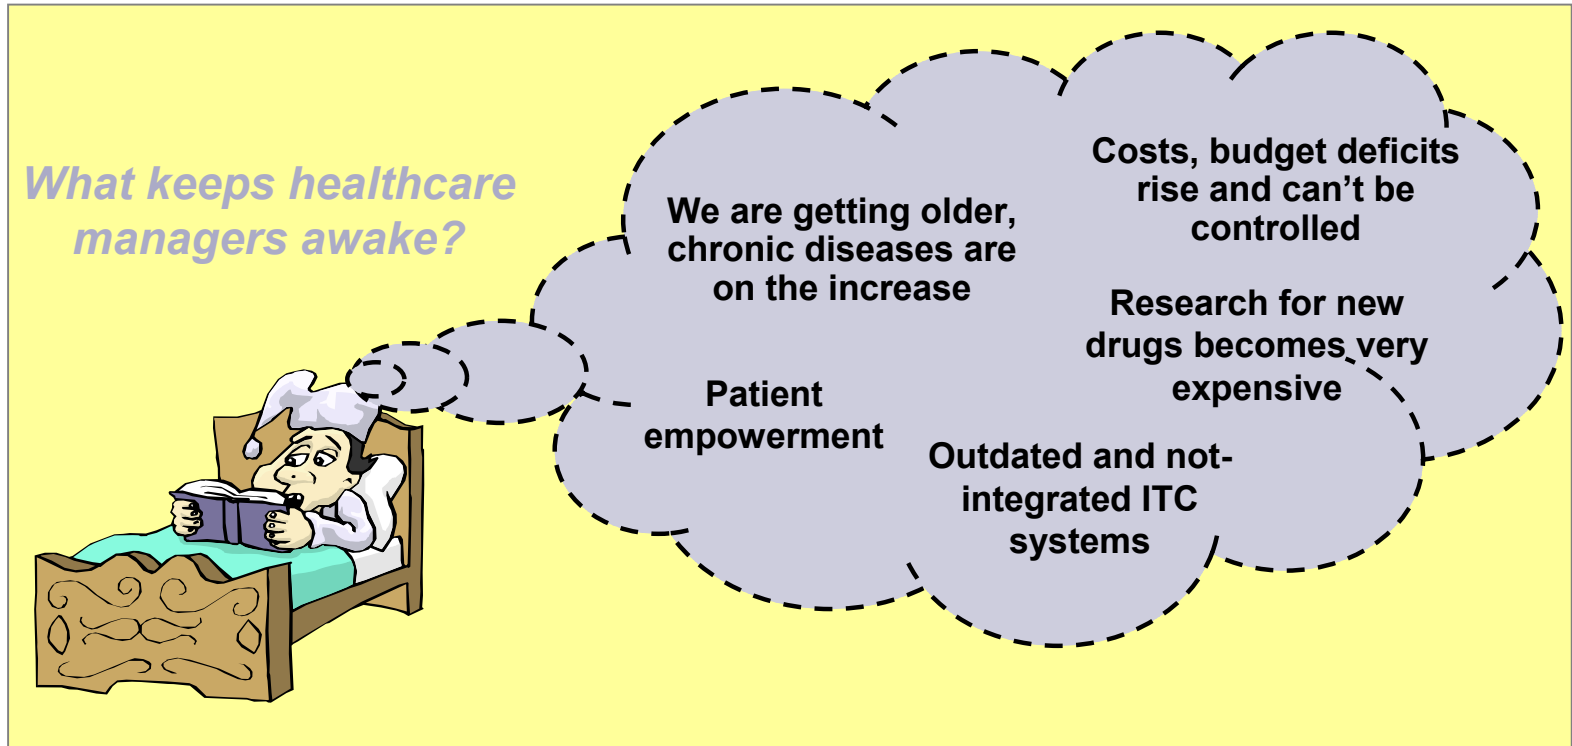 What keeps healthcare
managers awake?
We are getting older,
chronic diseases are
on the increase
Costs, budget deficits
rise and can't be
controlled
Research for new
drugs becomes very
expensive
Patient
empowerment
Outdated and not-
integrated ITC
systems